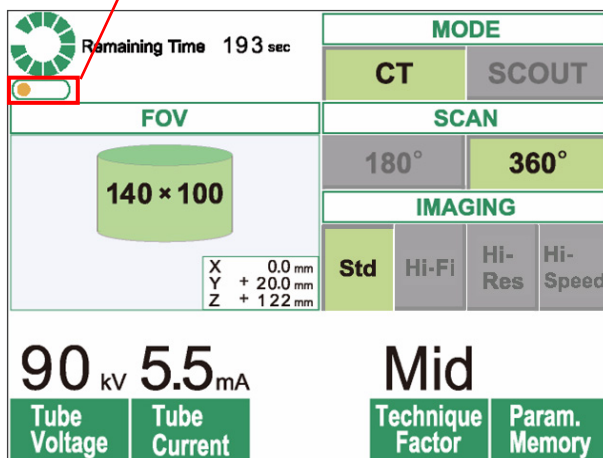 Remaining Time 193 sec
MODE
CT SCOUT
FOV
SCAN
140 × 100
180° 360°
IMAGING
X 0.0 mm
Y + 20.0 mm
Z + 122 mm
Std Hi-Fi Hi-Res Hi-Speed
90 kV 5.5 mA Mid
Tube Voltage
Tube Current
Technique Factor
Param. Memory